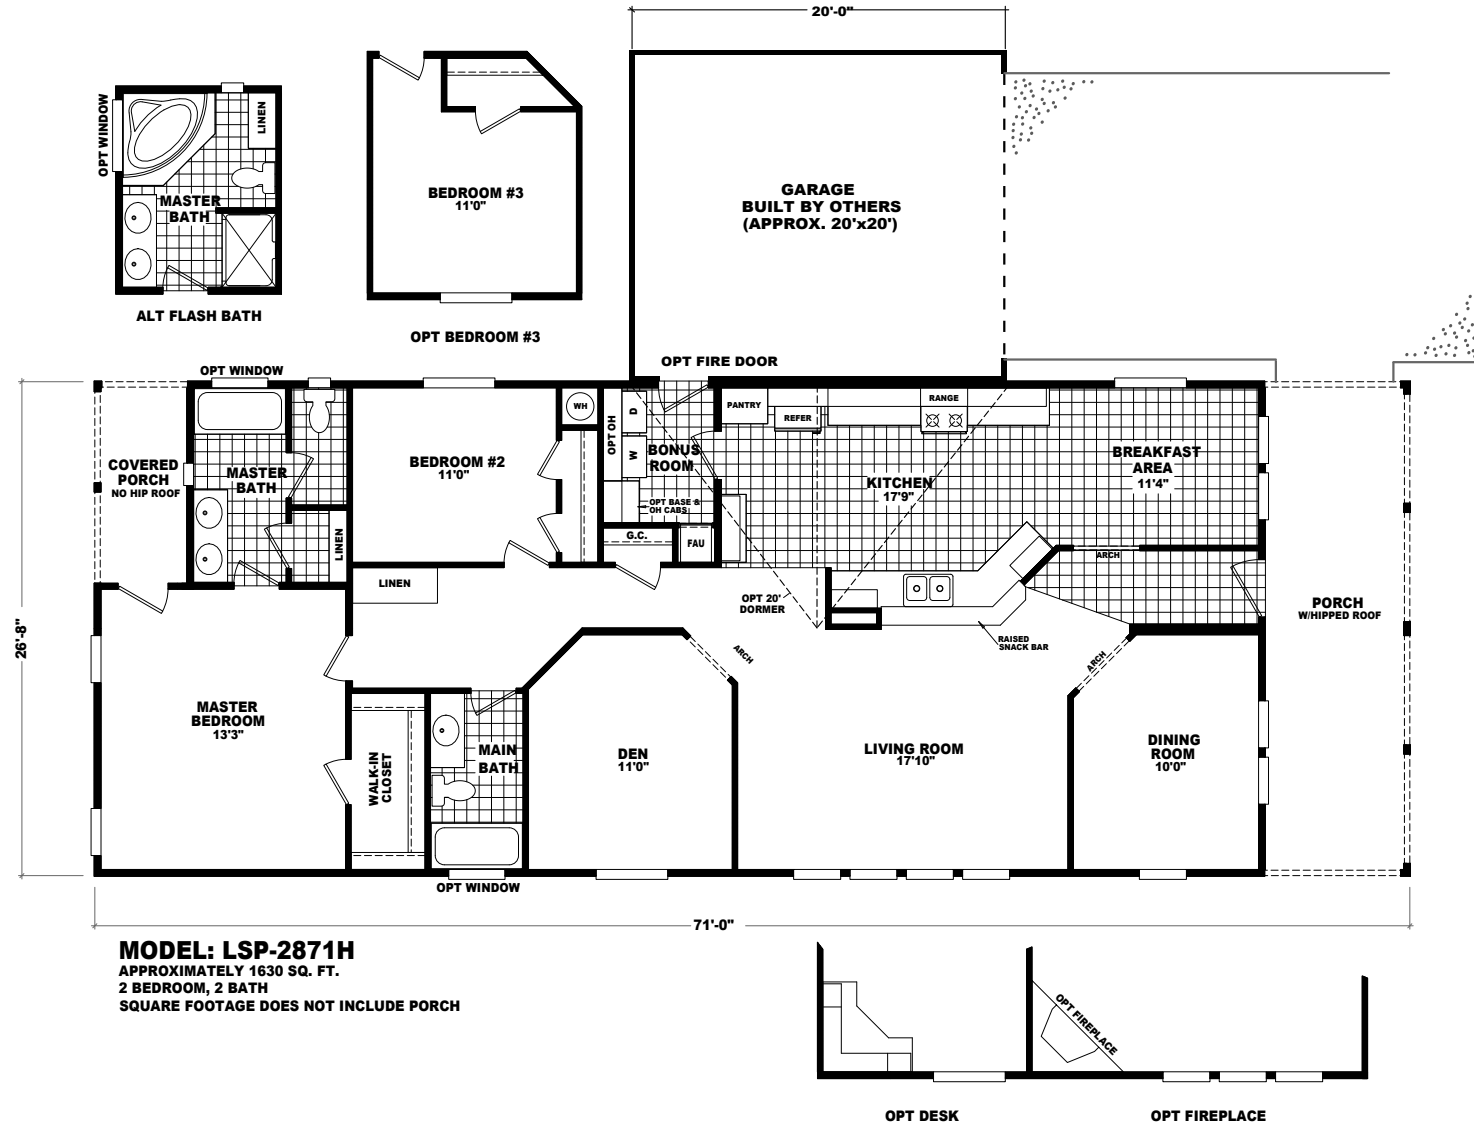 20'-0"
OPT WINDOW
LINEN
MASTER
BATH
ALT FLASH BATH
BEDROOM #3
11'0"
OPT BEDROOM #3
GARAGE
BUILT BY OTHERS
(APPROX. 20'x20')
OPT FIRE DOOR
OPT WINDOW
COVERED
PORCH
NO HIP ROOF
MASTER
BATH
LINEN
BEDROOM #2
11'0"
WH
OPT OH
D
W
BONUS
ROOM
OPT BASE &
OH CABS
G.C.
FAU
PANTRY
REFER
RANGE
KITCHEN
17'9"
BREAKFAST
AREA
11'4"
ARCH
LINEN
OPT 20'
DORMER
RAISED
SNACK BAR
PORCH
W/HIPPED ROOF
26'-8"
MASTER
BEDROOM
13'3"
WALK-IN
CLOSET
MAIN
BATH
OPT WINDOW
DEN
11'0"
ARCH
LIVING ROOM
17'10"
ARCH
DINING
ROOM
10'0"
71'-0"
MODEL: LSP-2871H
APPROXIMATELY 1630 SQ. FT.
2 BEDROOM, 2 BATH
SQUARE FOOTAGE DOES NOT INCLUDE PORCH
OPT DESK
OPT FIREPLACE
OPT FIREPLACE